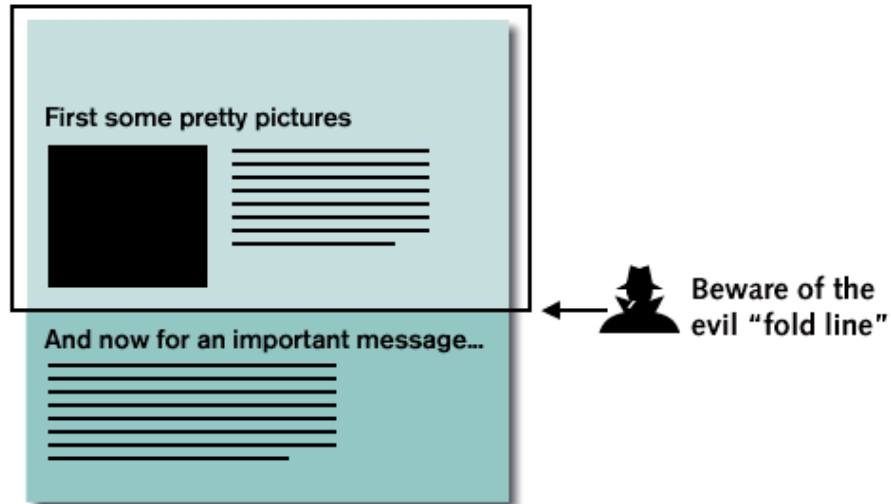 First some pretty pictures
And now for an important message...
Beware of the
evil “fold line”